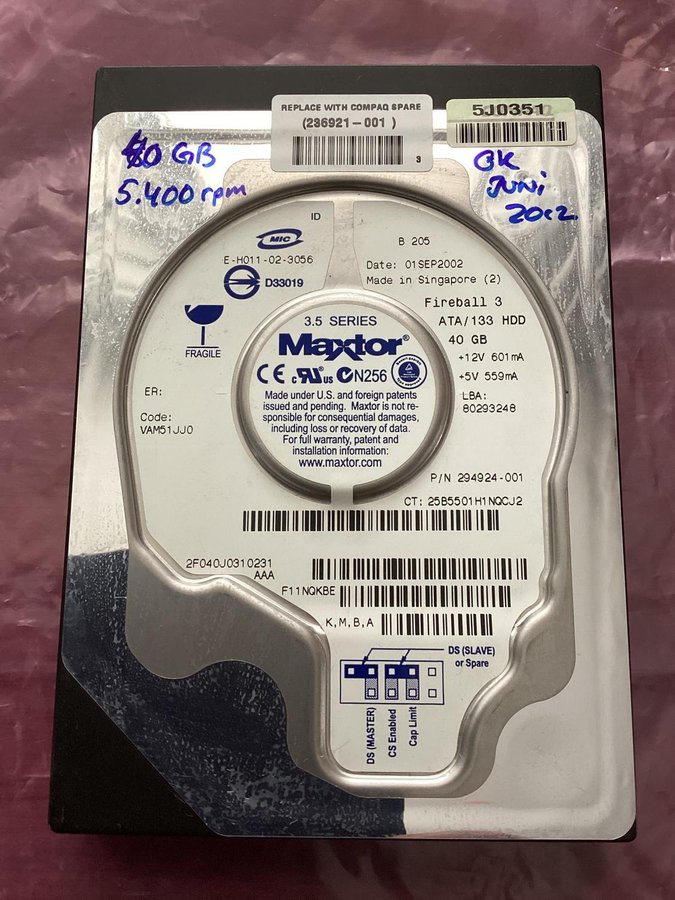 REPLACE WITH COMPAQ SPARE
(236921-001 )
3
5J0351
40 GB
5.400 rpm
OK
JUNi
2012
ID
MIC
E-H011-02-3056
D33019
FRAGILE
B 205
Date: 01SEP2002
Made in Singapore (2)
Fireball 3
ATA/133 HDD
40 GB
+12V 601mA
+5V 559mA
LBA:
80293248
3.5 SERIES
Maxtor®
CE c RU us N256
Made under U.S. and foreign patents
issued and pending. Maxtor is not re-
sponsible for consequential damages,
including loss or recovery of data.
For full warranty, patent and
installation information:
www.maxtor.com
ER:
Code:
VAM51JJ0
P/N 294924-001
CT: 25B5501H1NQCJ2
2F040J0310231
AAA
F11NQKBE
K,M,B,A
DS (SLAVE)
or Spare
DS (MASTER)
CS Enabled
Cap Limit